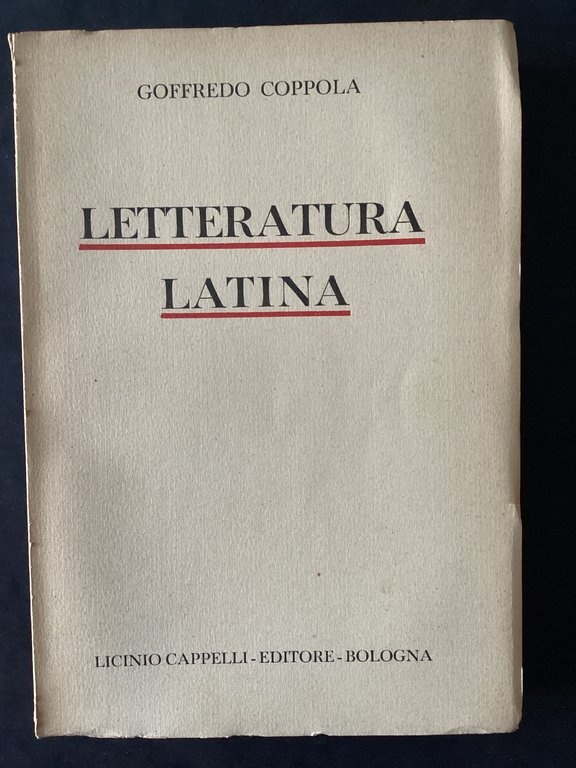 GOFFREDO COPPOLA
LETTERATURA
LATINA
LICINIO CAPPELLI-EDITORE-BOLOGNA